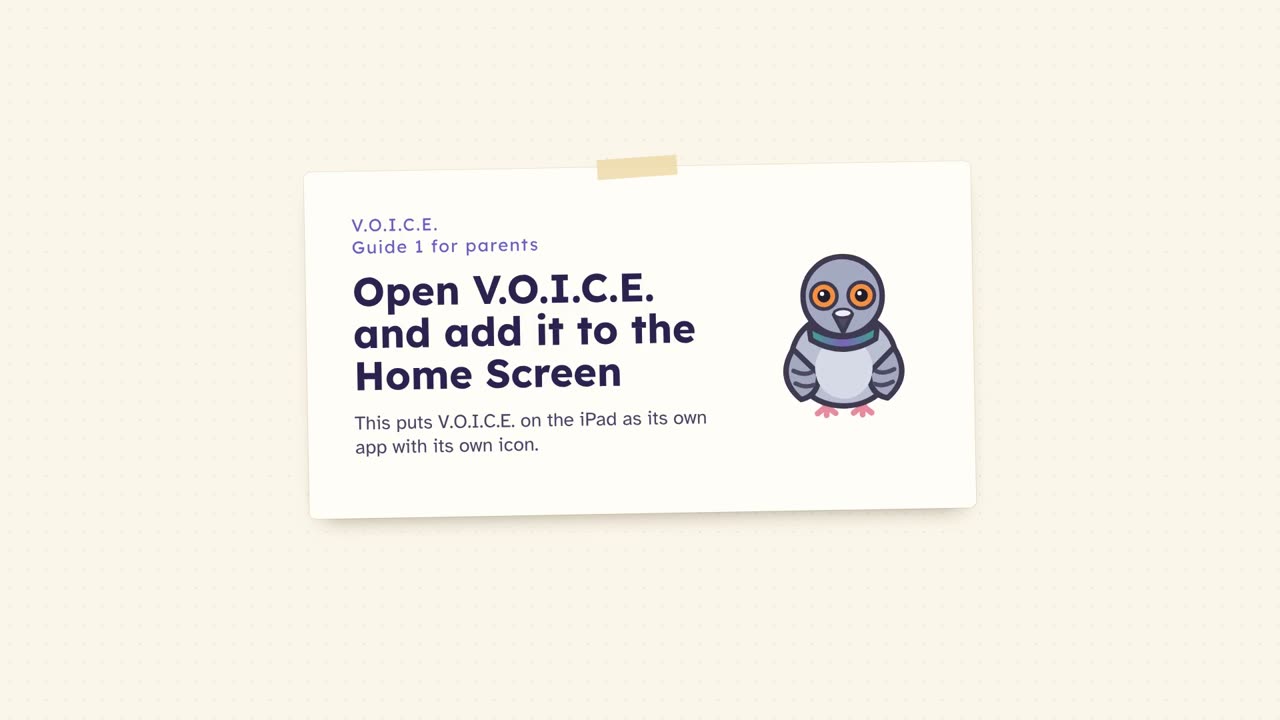 V.O.I.C.E.
Guide 1 for parents
Open V.O.I.C.E.
and add it to the
Home Screen
This puts V.O.I.C.E. on the iPad as its own
app with its own icon.